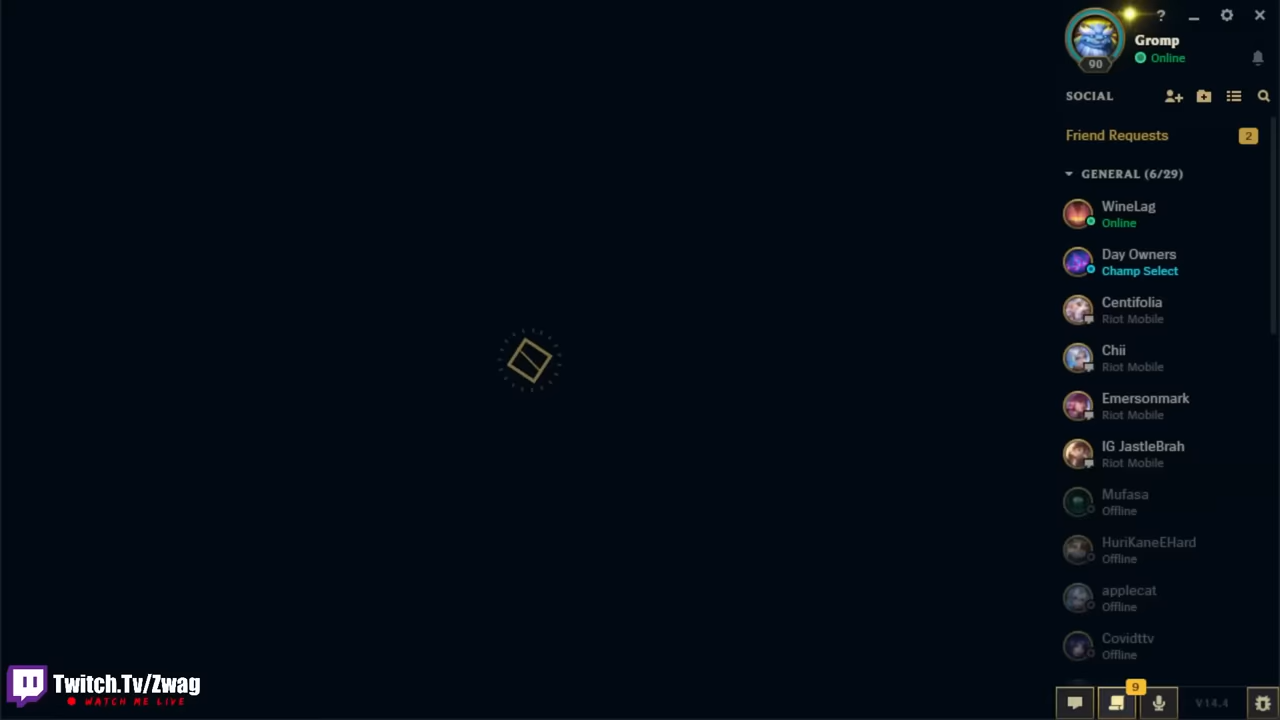 ?
Gromp
90
Online
SOCIAL
Friend Requests
2
GENERAL (6/29)
WineLag
Online
Day Owners
Champ Select
Centifolia
Riot Mobile
Chii
Riot Mobile
Emersonmark
Riot Mobile
IG JastleBrah
Riot Mobile
Mufasa
Offline
HuriKaneEHard
Offline
applecat
Offline
Covidttv
Offline
Twitch.Tv/Zwag
WATCH ME LIVE
9
V14.4